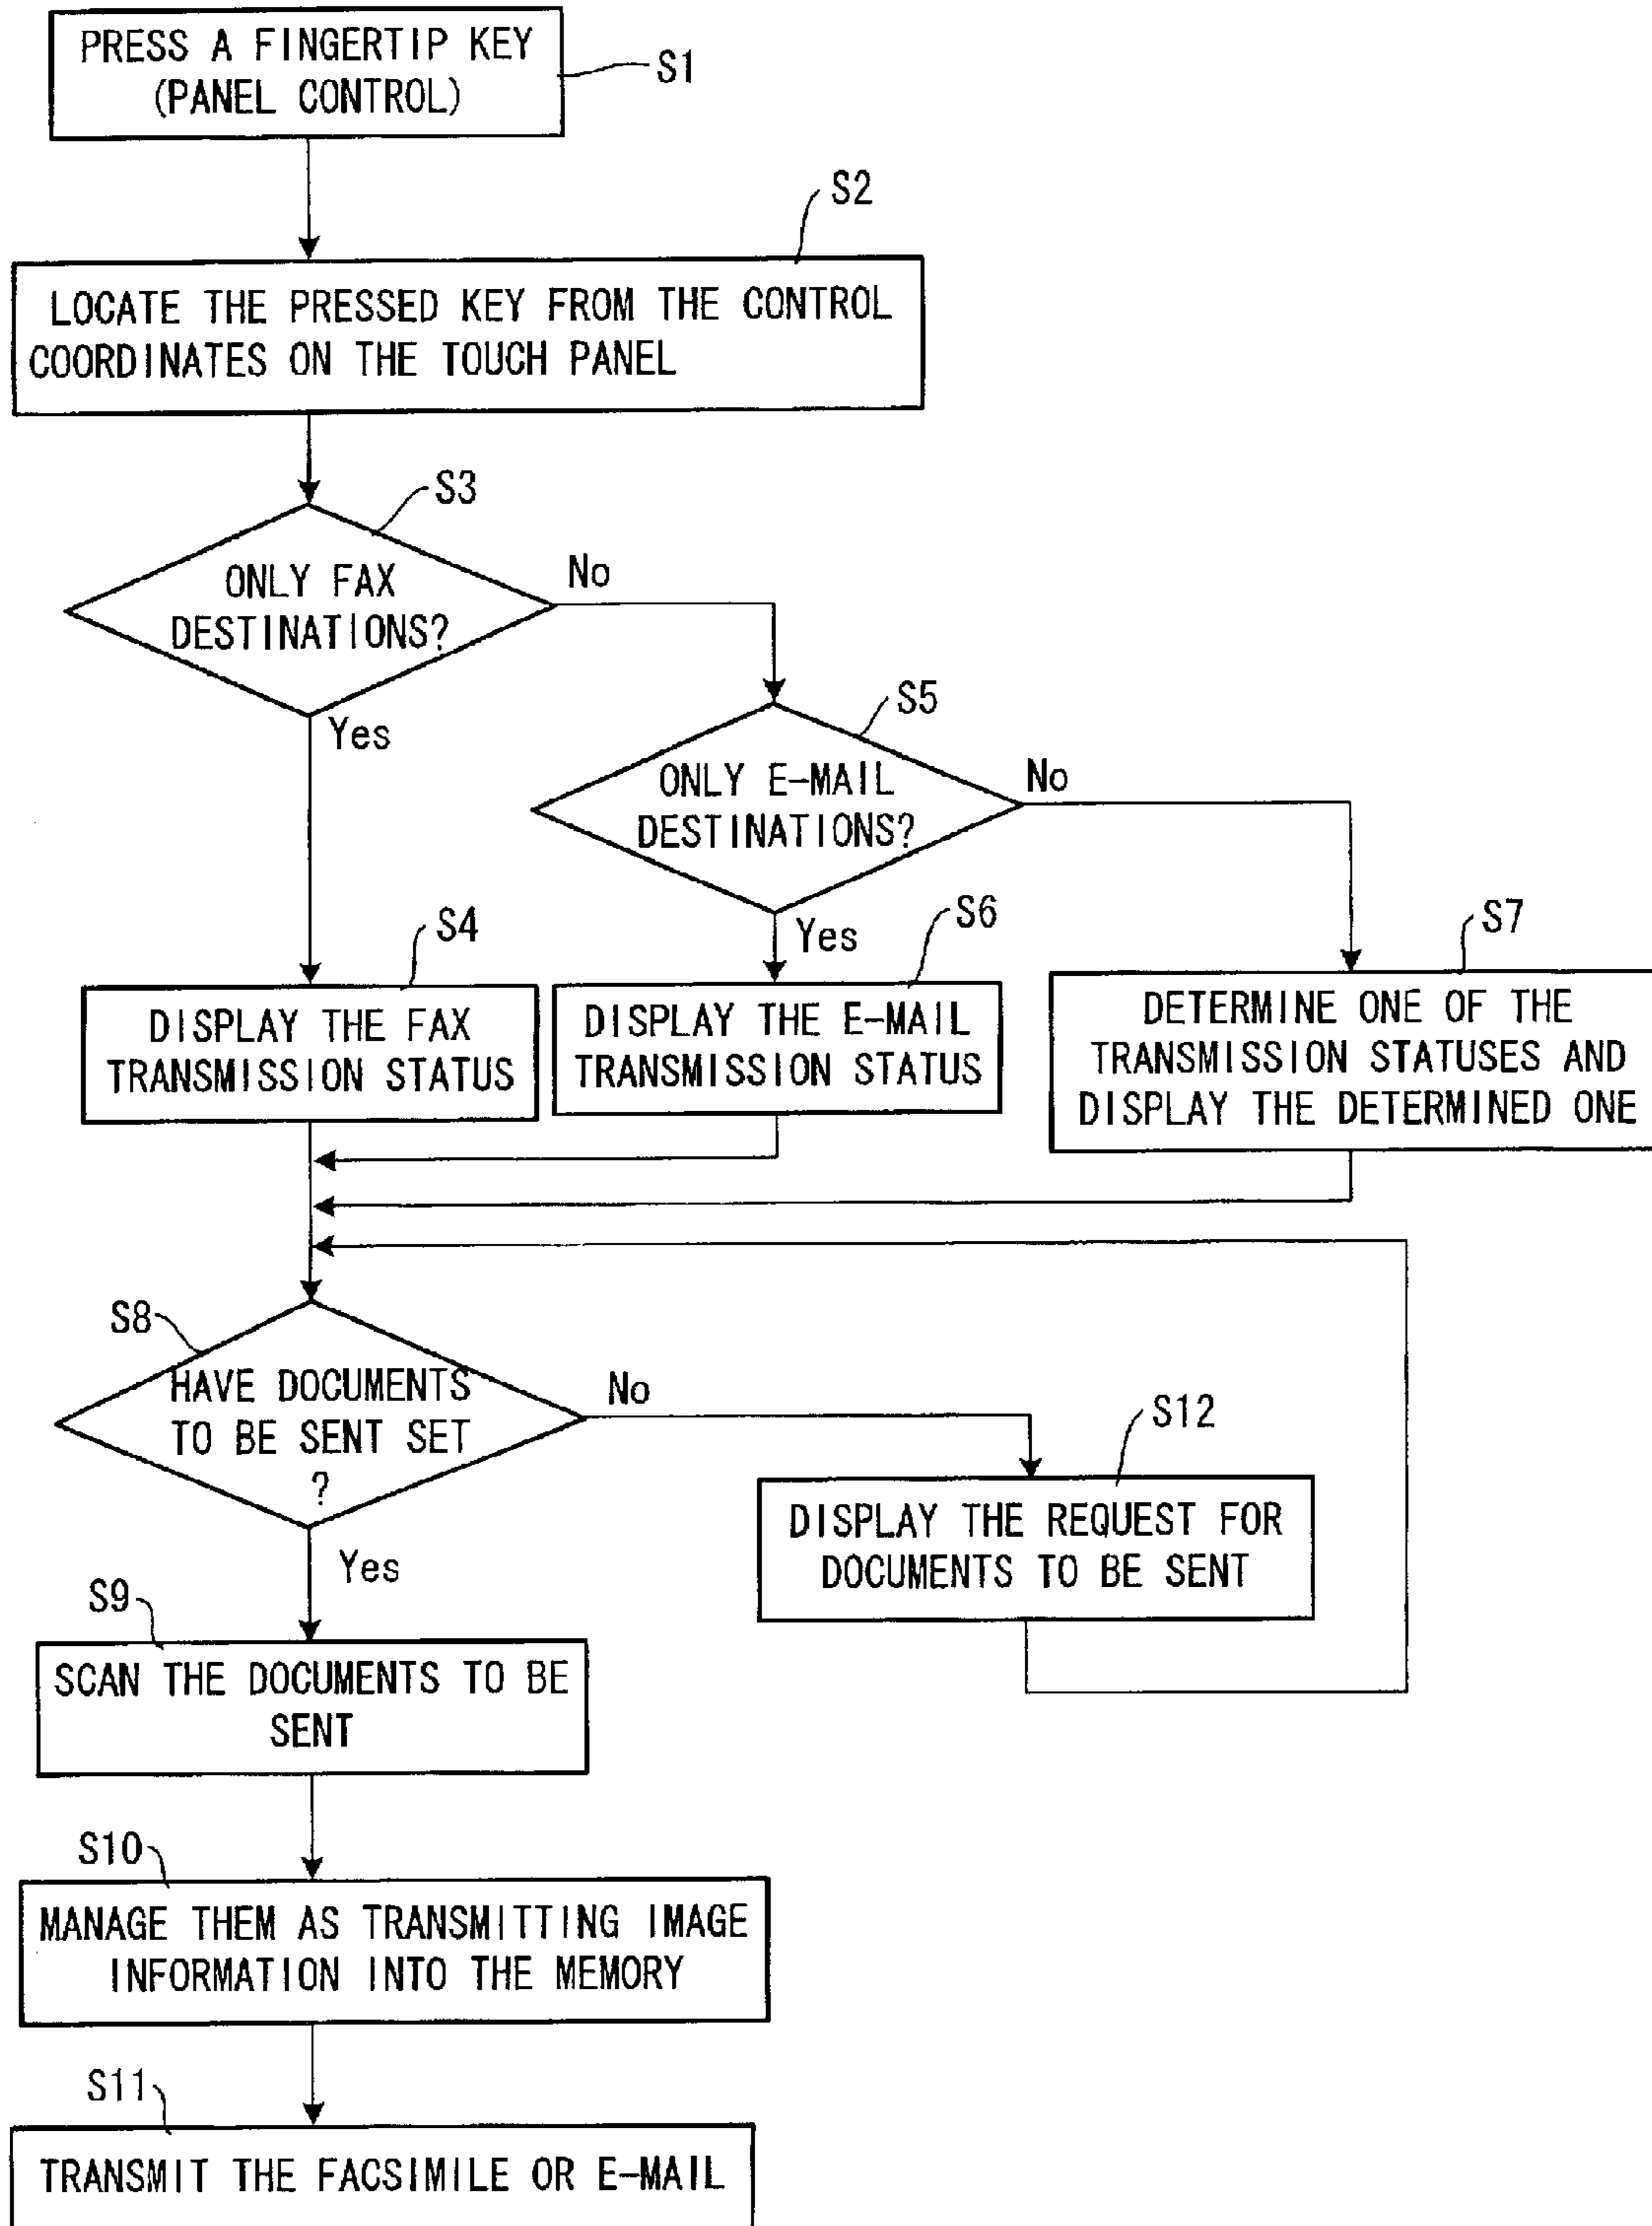 PRESS A FINGERTIP KEY
(PANEL CONTROL)
S1
S2
LOCATE THE PRESSED KEY FROM THE CONTROL
COORDINATES ON THE TOUCH PANEL
S3
ONLY FAX
DESTINATIONS?
No
Yes
S5
ONLY E-MAIL
DESTINATIONS?
No
Yes
S4
DISPLAY THE FAX
TRANSMISSION STATUS
S6
DISPLAY THE E-MAIL
TRANSMISSION STATUS
S7
DETERMINE ONE OF THE
TRANSMISSION STATUSES AND
DISPLAY THE DETERMINED ONE
S8
HAVE DOCUMENTS
TO BE SENT SET
?
No
Yes
S12
DISPLAY THE REQUEST FOR
DOCUMENTS TO BE SENT
S9
SCAN THE DOCUMENTS TO BE
SENT
S10
MANAGE THEM AS TRANSMITTING IMAGE
INFORMATION INTO THE MEMORY
S11
TRANSMIT THE FACSIMILE OR E-MAIL